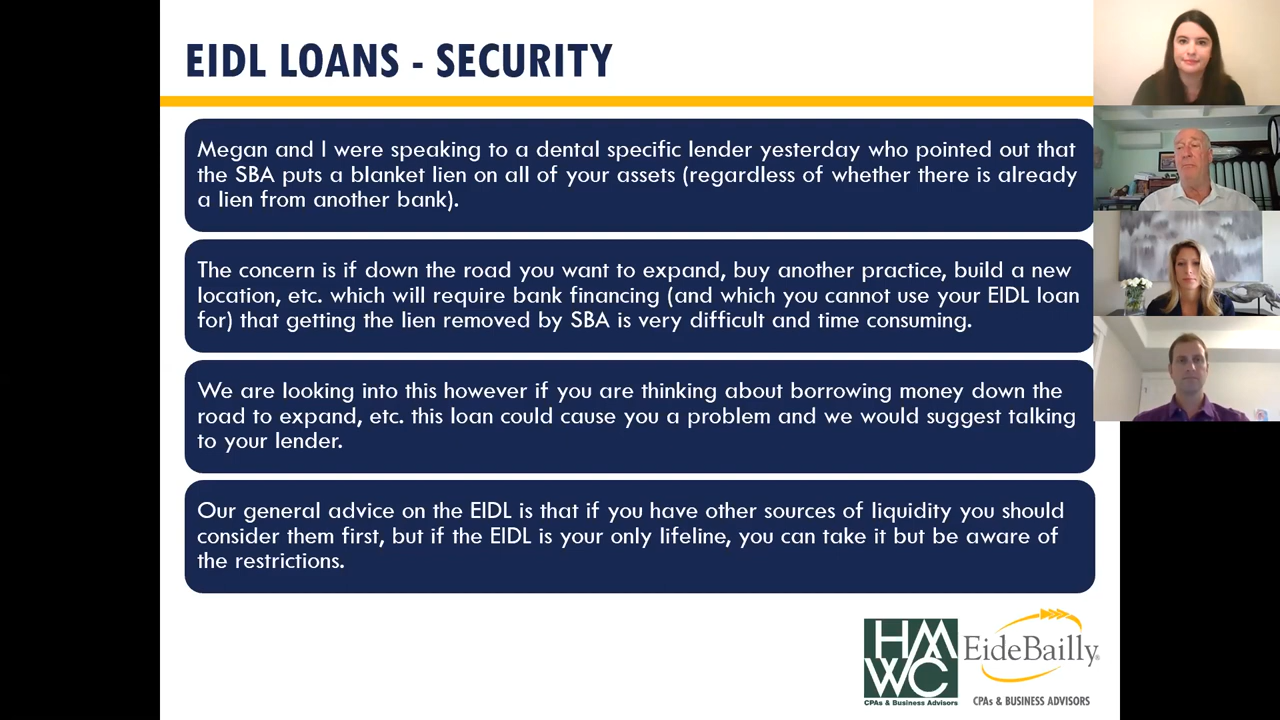 EIDL LOANS - SECURITY
Megan and I were speaking to a dental specific lender yesterday who pointed out that
the SBA puts a blanket lien on all of your assets (regardless of whether there is already
a lien from another bank).
The concern is if down the road you want to expand, buy another practice, build a new
location, etc. which will require bank financing (and which you cannot use your EIDL loan
for) that getting the lien removed by SBA is very difficult and time consuming.
We are looking into this however if you are thinking about borrowing money down the
road to expand, etc. this loan could cause you a problem and we would suggest talking
to your lender.
Our general advice on the EIDL is that if you have other sources of liquidity you should
consider them first, but if the EIDL is your only lifeline, you can take it but be aware of
the restrictions.
HM
WC
CPAs & Business Advisors
EideBailly®
CPAs & BUSINESS ADVISORS